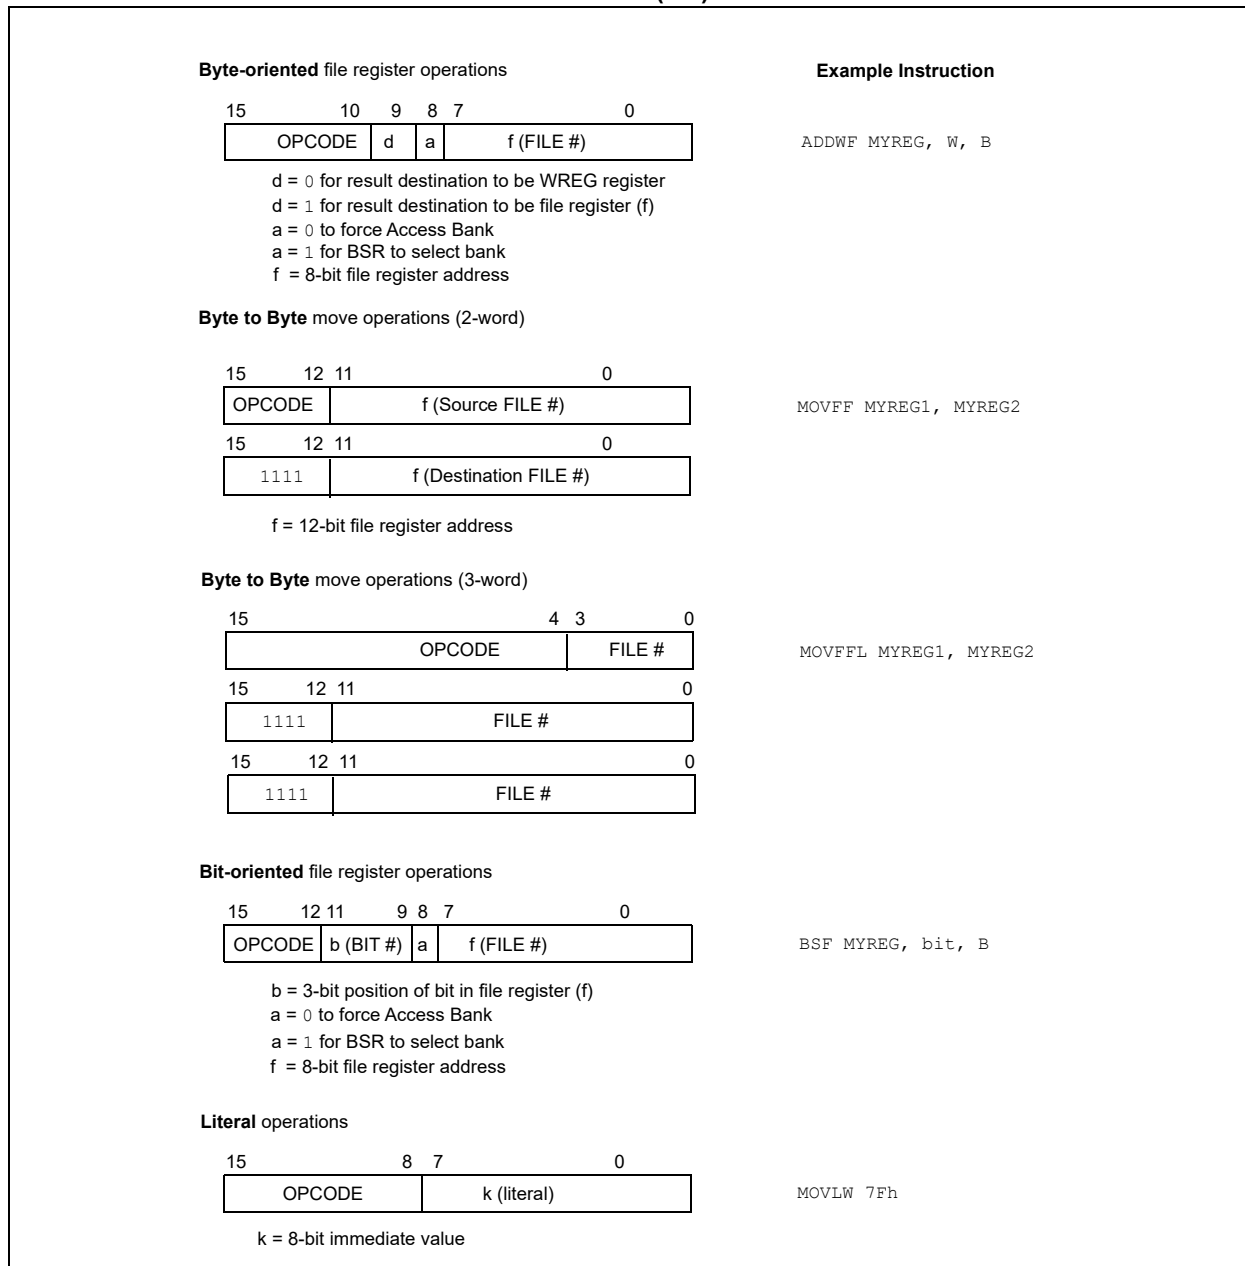 Byte-oriented file register operations Example Instruction
15 10 9 8 7 0
OPCODE d a f (FILE #) ADDWF MYREG, W, B
d = 0 for result destination to be WREG register
d = 1 for result destination to be file register (f)
a = 0 to force Access Bank
a = 1 for BSR to select bank
f = 8-bit file register address
Byte to Byte move operations (2-word)
15 12 11 0
OPCODE f (Source FILE #) MOVFF MYREG1, MYREG2
15 12 11 0
1111 f (Destination FILE #)
f = 12-bit file register address
Byte to Byte move operations (3-word)
15 4 3 0
OPCODE FILE # MOVFFL MYREG1, MYREG2
15 12 11 0
1111 FILE #
15 12 11 0
1111 FILE #
Bit-oriented file register operations
15 12 11 9 8 7 0
OPCODE b (BIT #) a f (FILE #) BSF MYREG, bit, B
b = 3-bit position of bit in file register (f)
a = 0 to force Access Bank
a = 1 for BSR to select bank
f = 8-bit file register address
Literal operations
15 8 7 0
OPCODE k (literal) MOVLW 7Fh
k = 8-bit immediate value